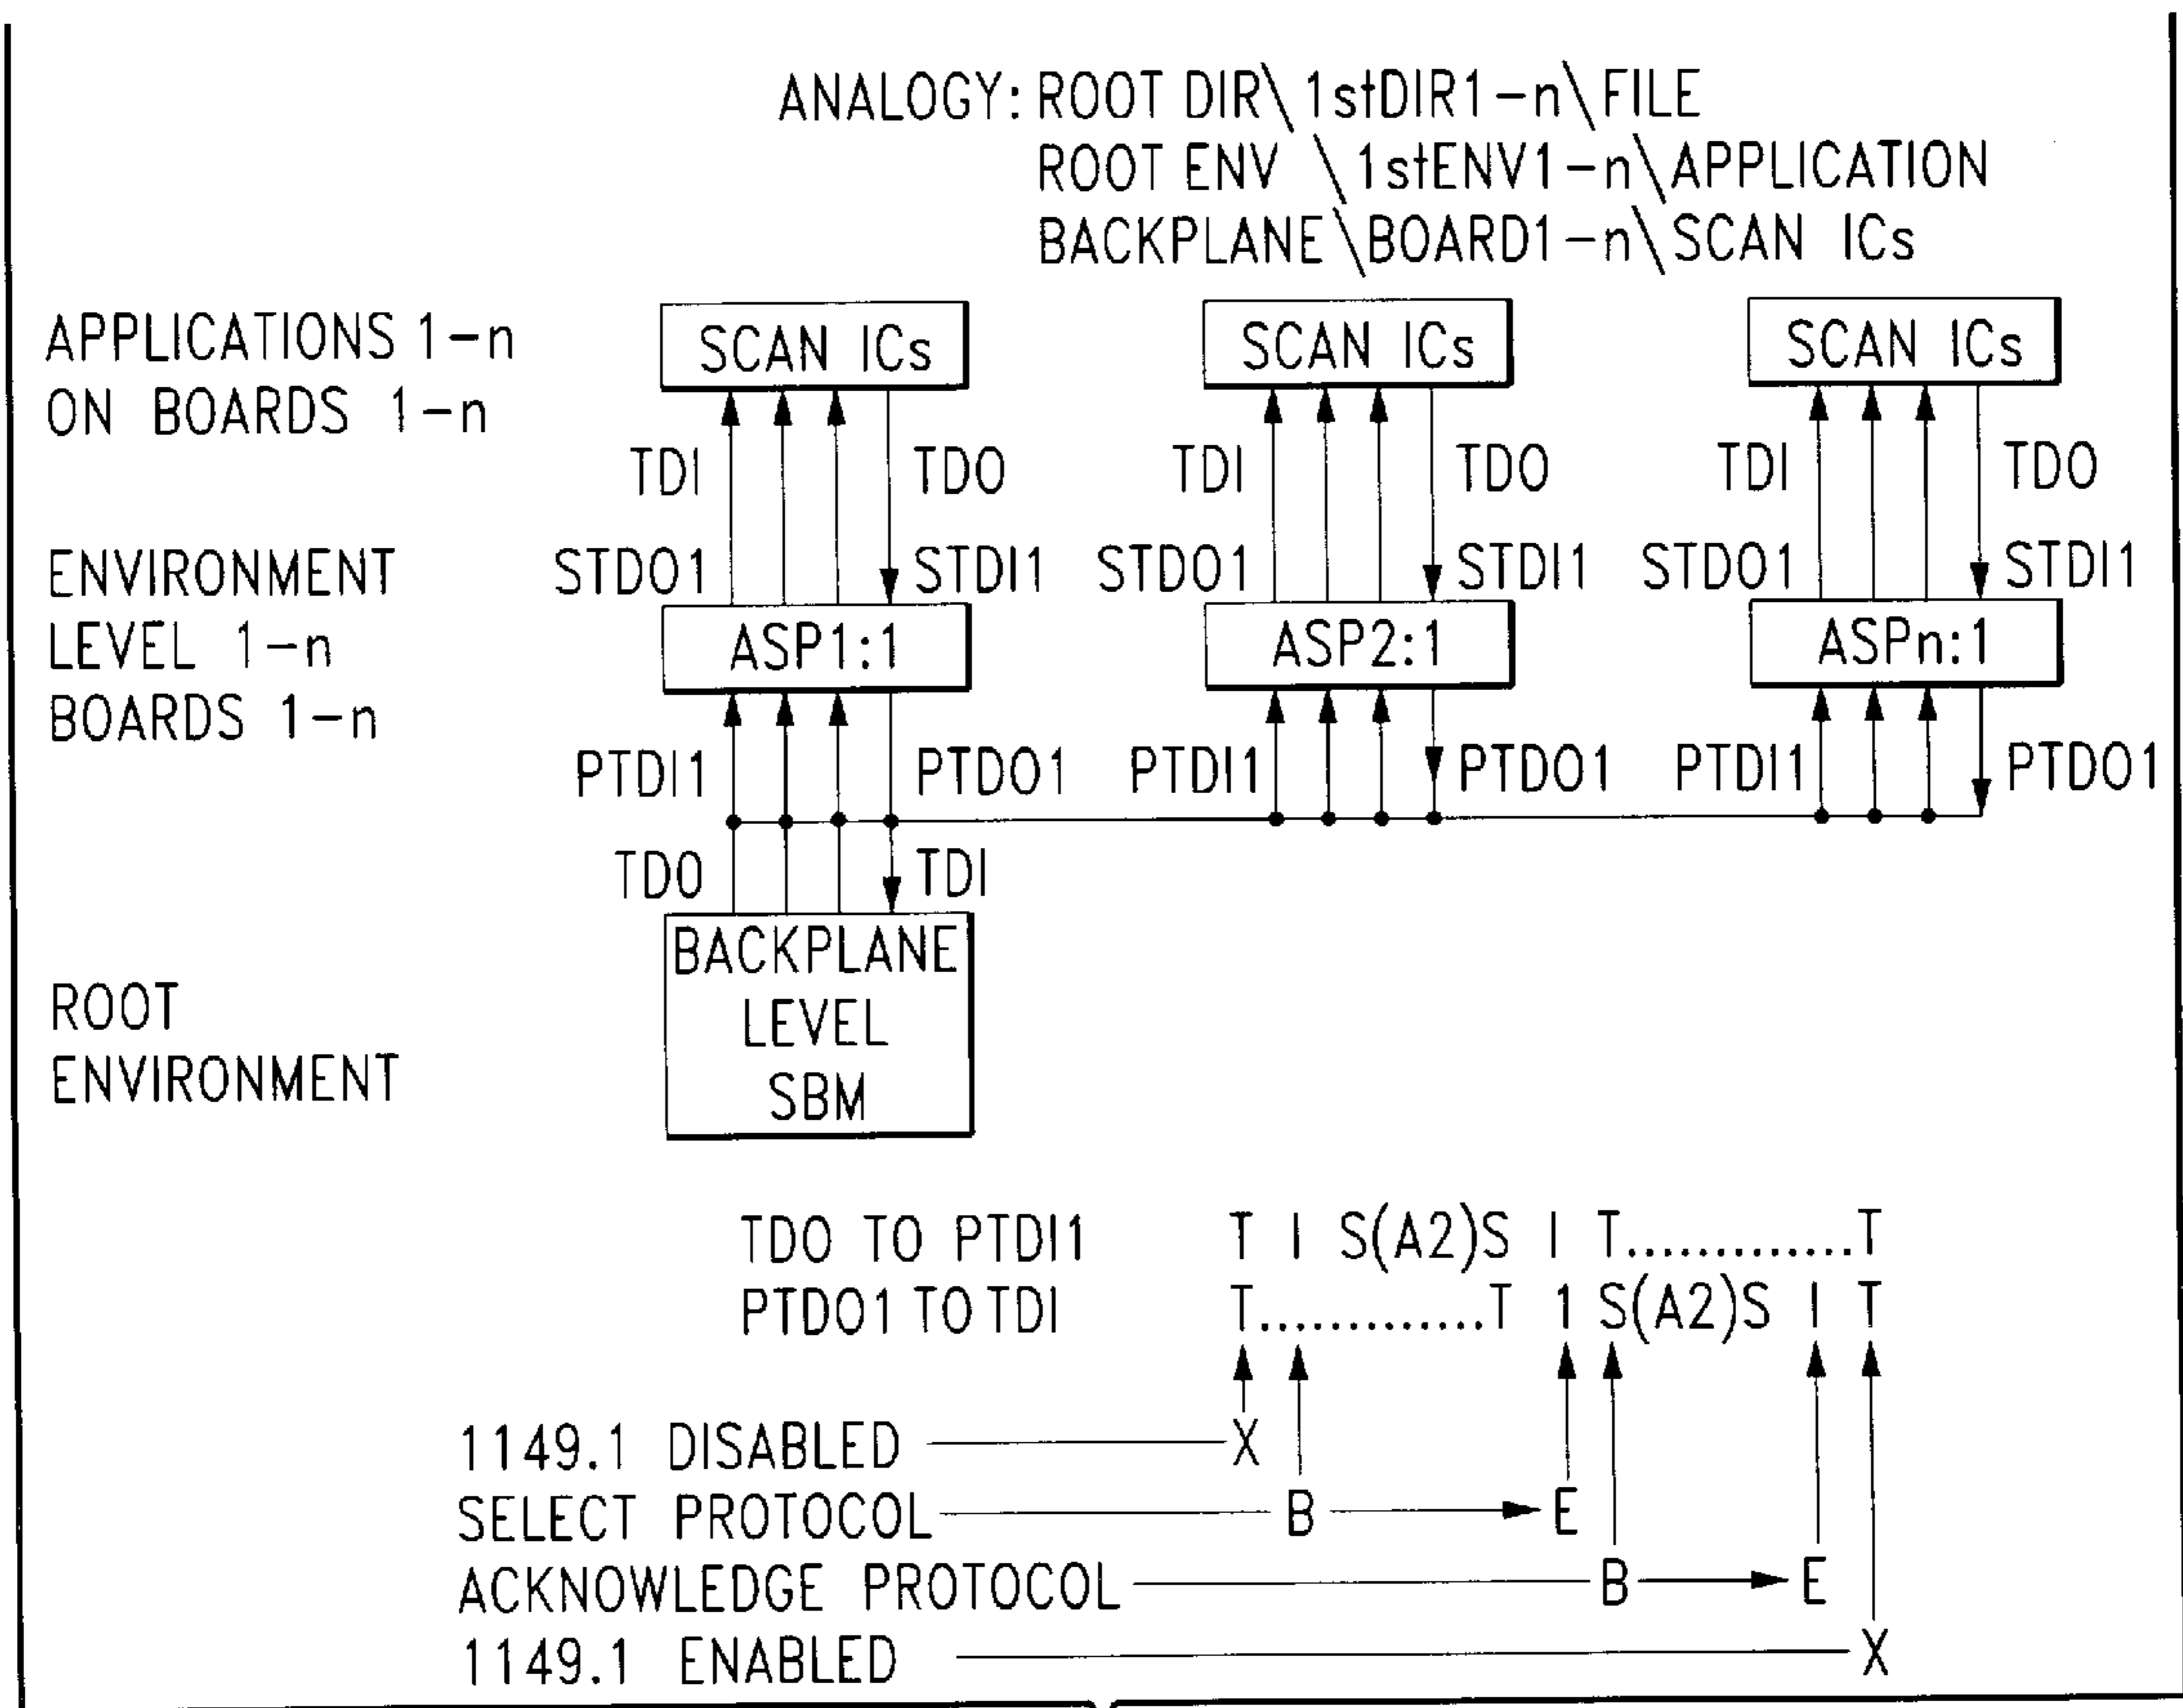 ANALOGY: ROOT DIR\ 1stDIR1-n\FILE
ROOT ENV \1stENV1-n\APPLICATION
BACKPLANE\BOARD1-n\SCAN ICs
APPLICATIONS 1-n
ON BOARDS 1-n
SCAN ICs
SCAN ICs
SCAN ICs
TDI
TDO
TDI
TDO
TDI
TDO
ENVIRONMENT
LEVEL 1-n
BOARDS 1-n
STDO1
STDI1
STDO1
STDI1
STDO1
STDI1
ASP1:1
ASP2:1
ASPn:1
PTDI1
PTDO1
PTDI1
PTDO1
PTDI1
PTDO1
TDO
TDI
ROOT
ENVIRONMENT
BACKPLANE
LEVEL
SBM
TDO TO PTDI1 T I S(A2)S I T.............T
PTDO1 TO TDI T.............T 1 S(A2)S I T
1149.1 DISABLED X
SELECT PROTOCOL B E
ACKNOWLEDGE PROTOCOL B E
1149.1 ENABLED X